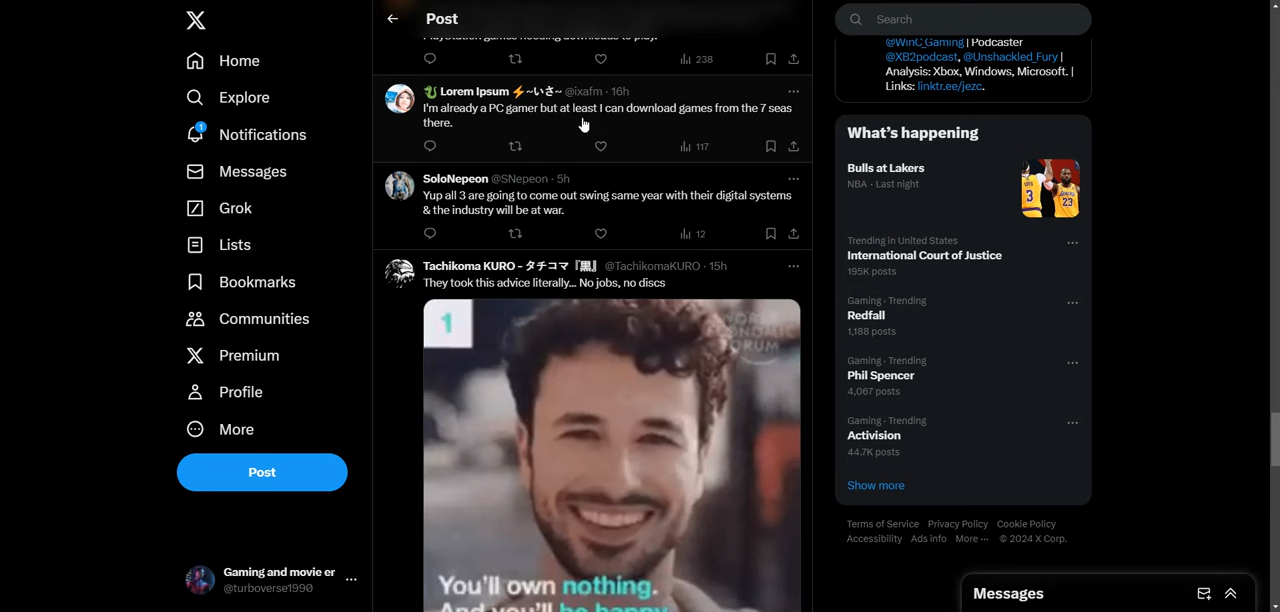 Home
Explore
1
Notifications
Messages
Grok
Lists
Bookmarks
Communities
Premium
Profile
More
Post
Gaming and movie er
@turboverse1990
Post
PlayStation games needing downloads to play.
238
Lorem Ipsum ⚡~いさ~ @ixafm · 16h
I'm already a PC gamer but at least I can download games from the 7 seas
there.
117
SoloNepeon @SNepeon · 5h
Yup all 3 are going to come out swing same year with their digital systems
& the industry will be at war.
12
Tachikoma KURO - タチコマ『黒』 @TachikomaKURO · 15h
They took this advice literally... No jobs, no discs
1
WORLD
ECONOMIC
FORUM
You'll own nothing.
And you'll be happy
Search
@WinC_Gaming | Podcaster
@XB2podcast, @Unshackled_Fury |
Analysis: Xbox, Windows, Microsoft. |
Links: linktr.ee/jezc.
What's happening
Bulls at Lakers
NBA · Last night
3
23
Trending in United States
International Court of Justice
195K posts
Gaming · Trending
Redfall
1,188 posts
Gaming · Trending
Phil Spencer
4,067 posts
Gaming · Trending
Activision
44.7K posts
Show more
Terms of Service Privacy Policy Cookie Policy
Accessibility Ads info More ··· © 2024 X Corp.
Messages